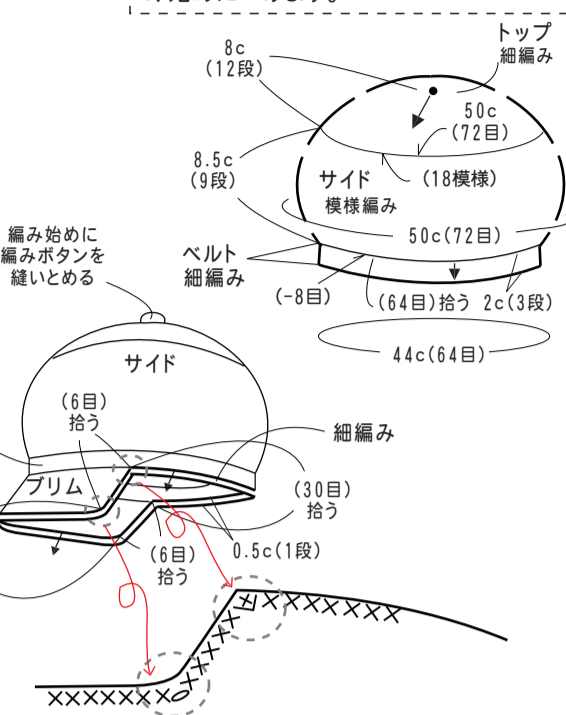 トップ
細編み
8c
(12段)
50c
(72目)
8.5c
(9段)
サイド
模様編み
(18模様)
50c(72目)
ベルト
細編み
(-8目)
(64目)拾う
2c(3段)
44c(64目)
編み始めに
編みボタンを
縫いとめる
サイド
(6目)
拾う
細編み
ブリム
(30目)
拾う
(6目)
拾う
0.5c(1段)